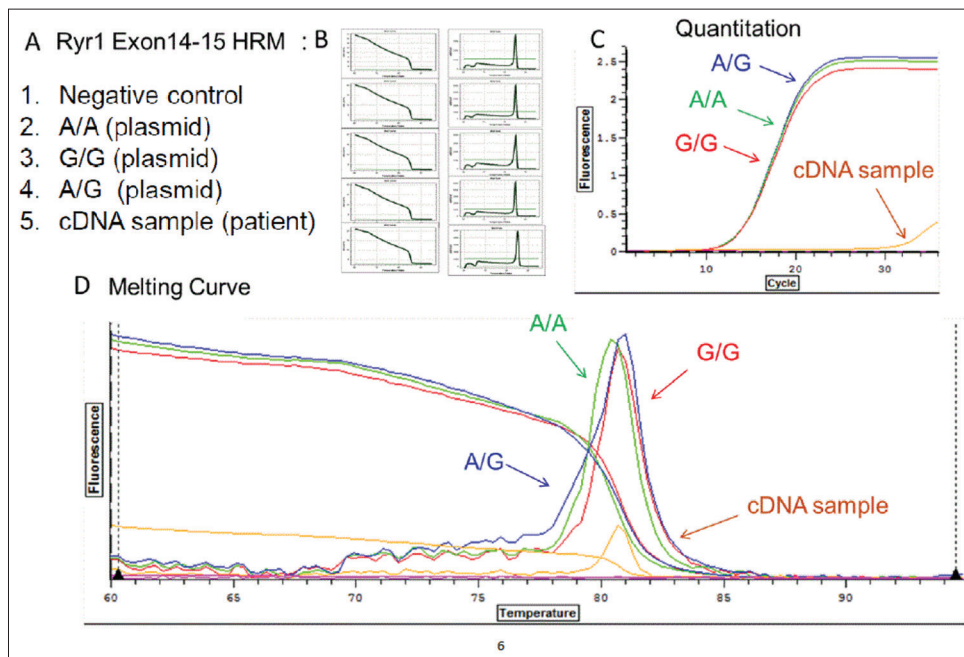 A Ryr1 Exon14-15 HRM : B
1. Negative control
2. A/A (plasmid)
3. G/G (plasmid)
4. A/G (plasmid)
5. cDNA sample (patient)
C Quantitation
2.5
2
1.5
1
0.5
0
Fluorescence
A/G
A/A
G/G
cDNA sample
10 20 30
Cycle
D Melting Curve
Fluorescence
A/A
G/G
A/G
cDNA sample
60 65 70 75 80 85 90
Temperature
6